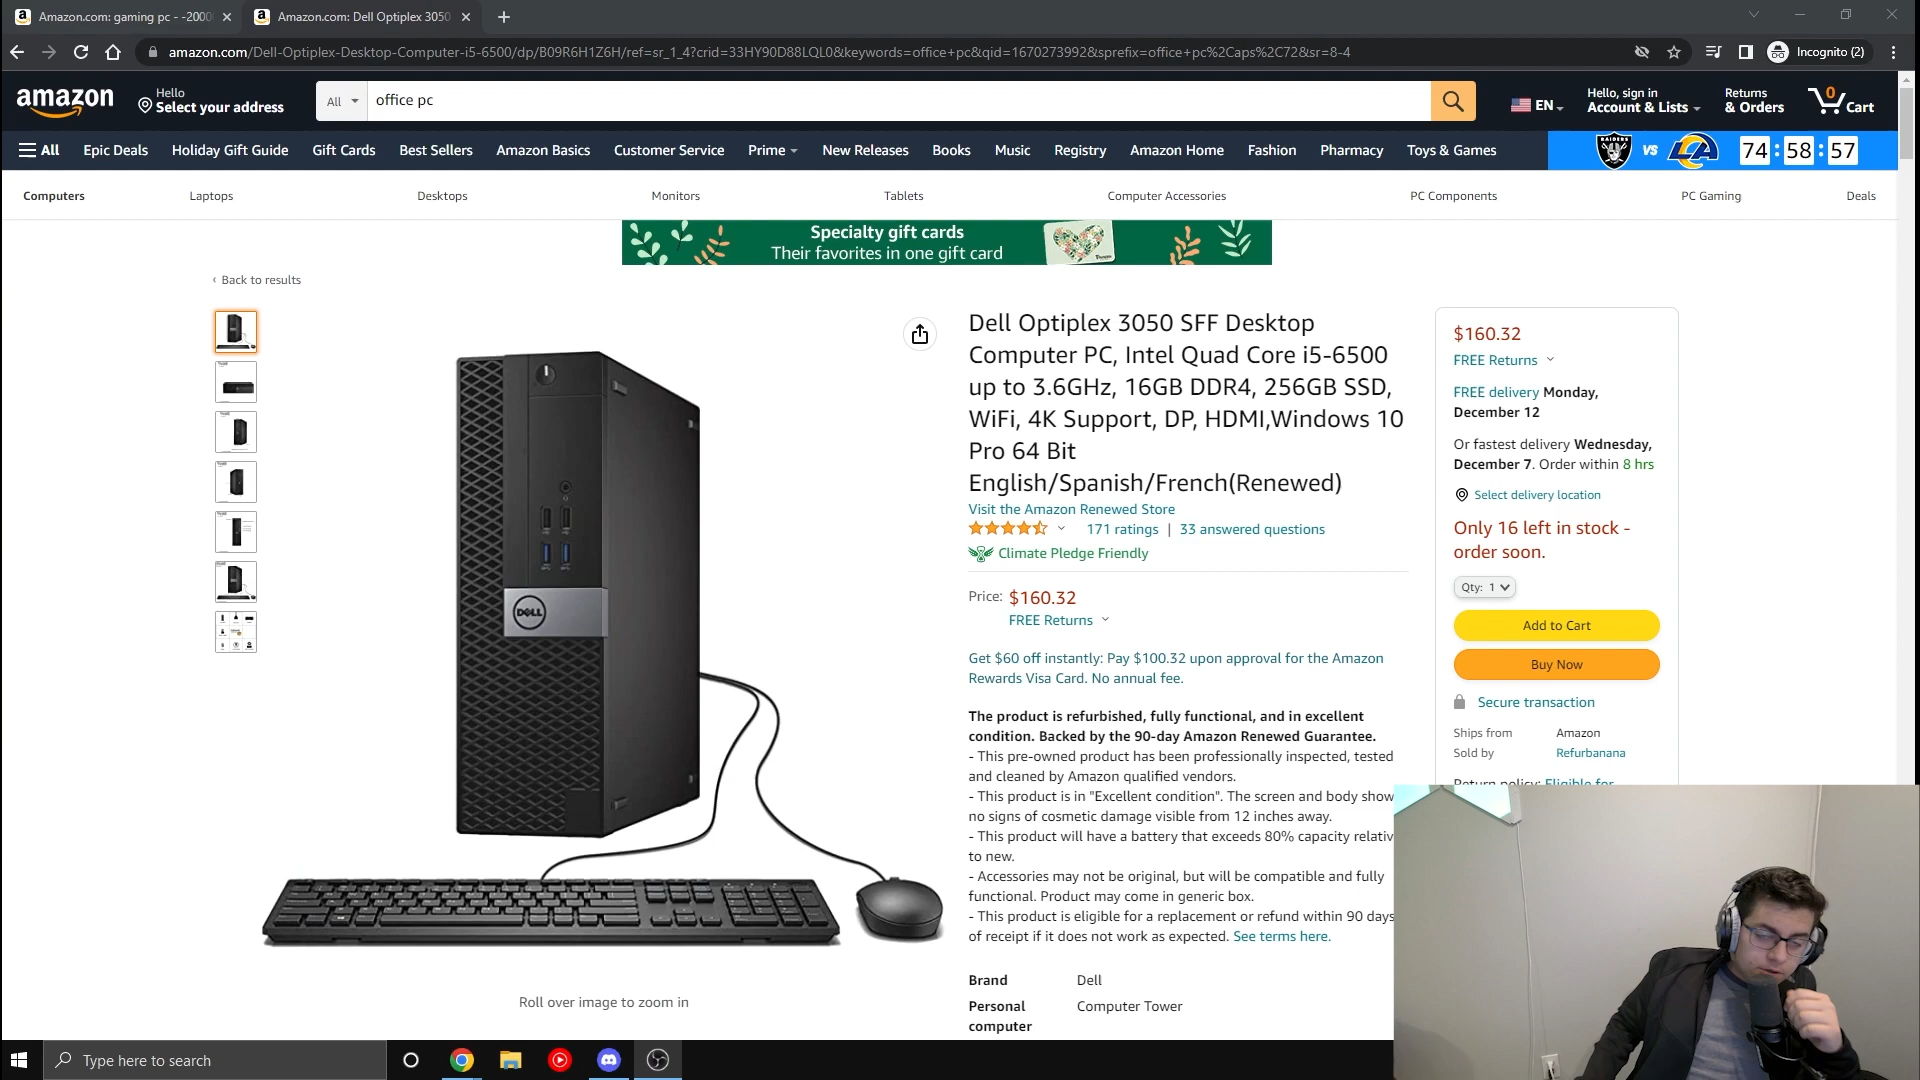 Amazon.com: gaming pc - -2000
Amazon.com: Dell Optiplex 3050
amazon.com/Dell-Optiplex-Desktop-Computer-i5-6500/dp/B09R6H1Z6H/ref=sr_1_4?crid=33HY90D88LQL0&keywords=office+pc&qid=1670273992&sprefix=office+pc%2Caps%2C72&sr=8-4
Incognito (2)
amazon
Hello
Select your address
All
office pc
EN
Hello, sign in
Account & Lists
Returns
& Orders
0
Cart
All
Epic Deals
Holiday Gift Guide
Gift Cards
Best Sellers
Amazon Basics
Customer Service
Prime
New Releases
Books
Music
Registry
Amazon Home
Fashion
Pharmacy
Toys & Games
RAIDERS
VS
74 : 58 : 57
Computers
Laptops
Desktops
Monitors
Tablets
Computer Accessories
PC Components
PC Gaming
Deals
Specialty gift cards
Their favorites in one gift card
‹ Back to results
DELL
Roll over image to zoom in
Dell Optiplex 3050 SFF Desktop
Computer PC, Intel Quad Core i5-6500
up to 3.6GHz, 16GB DDR4, 256GB SSD,
WiFi, 4K Support, DP, HDMI,Windows 10
Pro 64 Bit
English/Spanish/French(Renewed)
Visit the Amazon Renewed Store
171 ratings | 33 answered questions
Climate Pledge Friendly
Price: $160.32
FREE Returns
Get $60 off instantly: Pay $100.32 upon approval for the Amazon
Rewards Visa Card. No annual fee.
The product is refurbished, fully functional, and in excellent
condition. Backed by the 90-day Amazon Renewed Guarantee.
- This pre-owned product has been professionally inspected, tested
and cleaned by Amazon qualified vendors.
- This product is in "Excellent condition". The screen and body show
no signs of cosmetic damage visible from 12 inches away.
- This product will have a battery that exceeds 80% capacity relativ
to new.
- Accessories may not be original, but will be compatible and fully
functional. Product may come in generic box.
- This product is eligible for a replacement or refund within 90 days
of receipt if it does not work as expected. See terms here.
Brand Dell
Personal Computer Tower
computer
$160.32
FREE Returns
FREE delivery Monday,
December 12
Or fastest delivery Wednesday,
December 7. Order within 8 hrs
Select delivery location
Only 16 left in stock -
order soon.
Qty: 1
Add to Cart
Buy Now
Secure transaction
Ships from Amazon
Sold by Refurbanana
Return policy: Eligible for
Type here to search